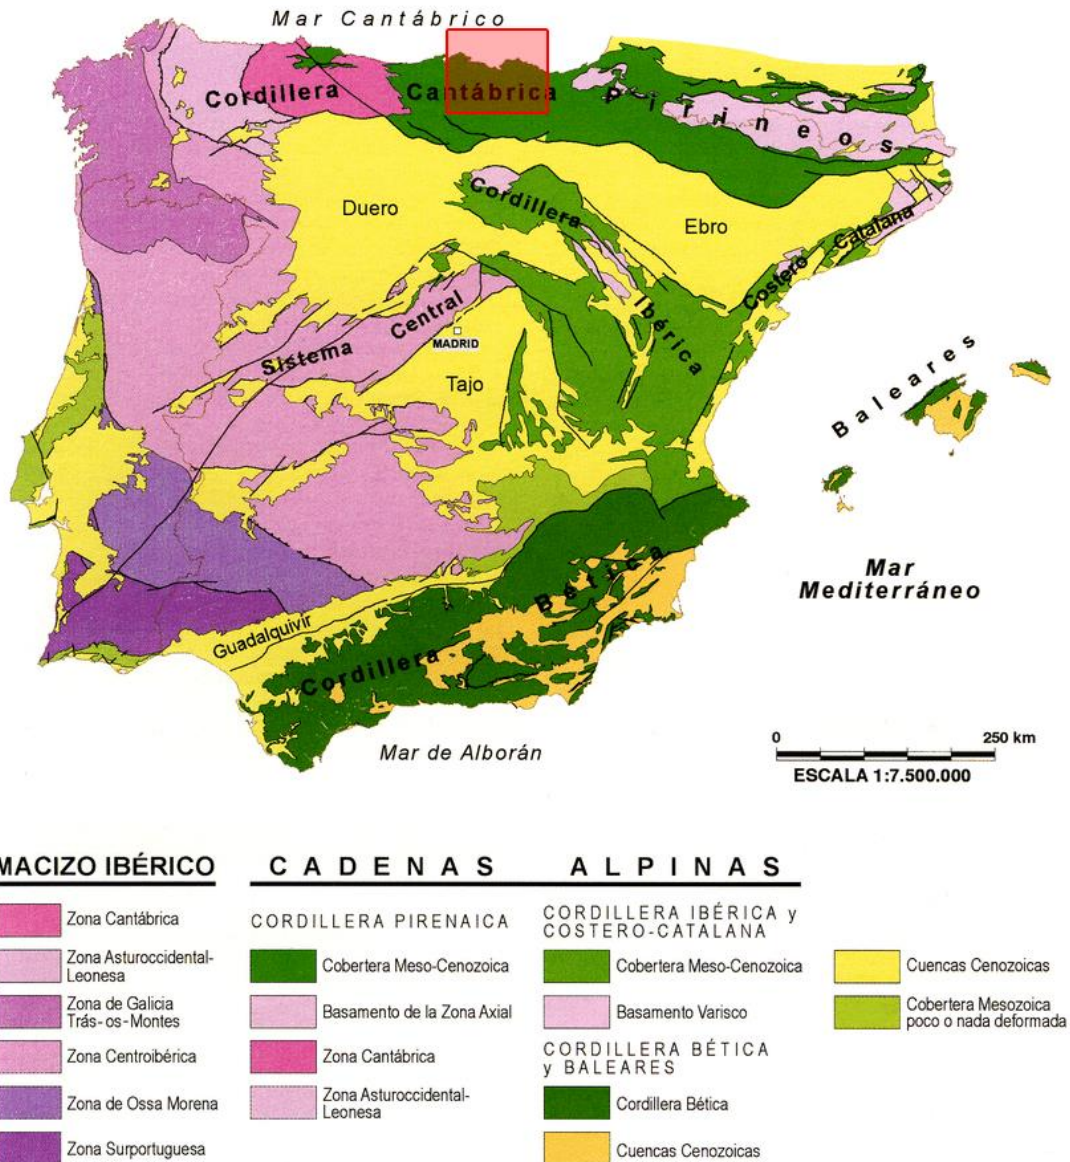 Mar Cantábrico
Cordillera
Cantábrica
Pirineos
Duero
Cordillera
Ibérica
Ebro
Costero
Catalana
Sistema
Central
MADRID
Tajo
Baleares
Mar
Mediterráneo
Guadalquivir
Cordillera
Bética
Mar de Alborán
0
250 km
ESCALA 1:7.500.000
MACIZO IBÉRICO
Zona Cantábrica
Zona Asturoccidental-
Leonesa
Zona de Galicia
Trás-os-Montes
Zona Centroibérica
Zona de Ossa Morena
Zona Surportuguesa
CADENAS ALPINAS
CORDILLERA PIRENAICA
Cobertera Meso-Cenozoica
Basamento de la Zona Axial
Zona Cantábrica
Zona Asturoccidental-
Leonesa
CORDILLERA IBÉRICA y
COSTERO-CATALANA
Cobertera Meso-Cenozoica
Basamento Varisco
CORDILLERA BÉTICA
y BALEARES
Cordillera Bética
Cuencas Cenozoicas
Cuencas Cenozoicas
Cobertera Mesozoica
poco o nada deformada